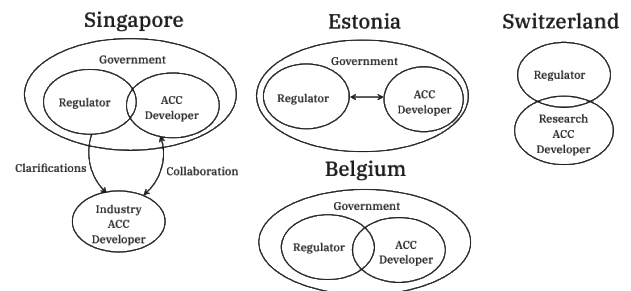 Singapore
Government
Regulator
ACC
Developer
Clarifications
Collaboration
Industry
ACC
Developer
Estonia
Government
Regulator
ACC
Developer
Belgium
Government
Regulator
ACC
Developer
Switzerland
Regulator
Research
ACC
Developer